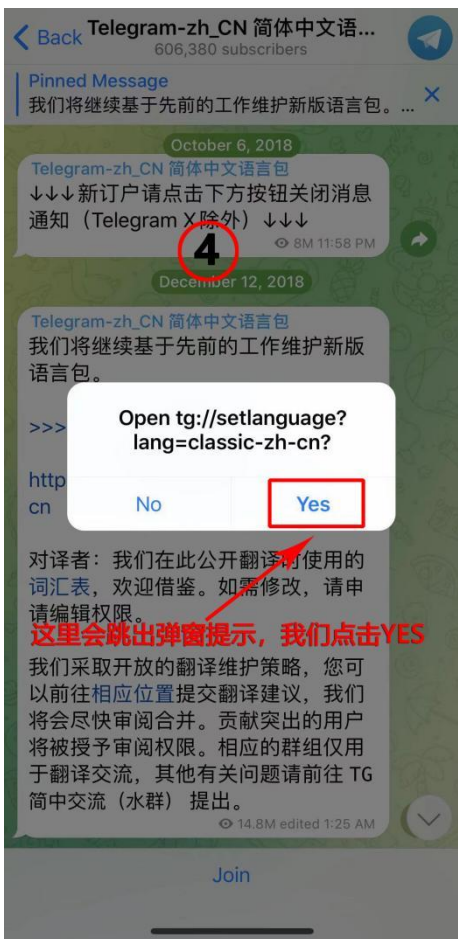 Back
Telegram-zh_CN 简体中文语...
606,380 subscribers
Pinned Message
我们将继续基于先前的工作维护新版语言包。...
October 6, 2018
Telegram-zh_CN 简体中文语言包
↓↓↓新订户请点击下方按钮关闭消息
通知（Telegram X除外）↓↓↓
8M 11:58 PM
4
December 12, 2018
Telegram-zh_CN 简体中文语言包
我们将继续基于先前的工作维护新版
语言包。
>>>
Open tg://setlanguage?
lang=classic-zh-cn?
http
cn
No
Yes
对译者：我们在此公开翻译时使用的
词汇表，欢迎借鉴。如需修改，请申
请编辑权限。
这里会跳出弹窗提示，我们点击YES
我们采取开放的翻译维护策略，您可
以前往相应位置提交翻译建议，我们
将会尽快审阅合并。贡献突出的用户
将被授予审阅权限。相应的群组仅用
于翻译交流，其他有关问题请前往 TG
简中交流（水群） 提出。
14.8M edited 1:25 AM
Join